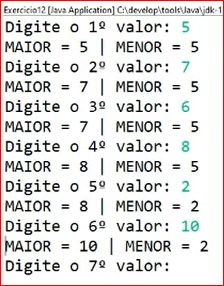 Exercicio12 [Java Application] C:\develop\tools\Java\jdk-1
Digite o 1º valor: 5
MAIOR = 5 | MENOR = 5
Digite o 2º valor: 7
MAIOR = 7 | MENOR = 5
Digite o 3º valor: 6
MAIOR = 7 | MENOR = 5
Digite o 4º valor: 8
MAIOR = 8 | MENOR = 5
Digite o 5º valor: 2
MAIOR = 8 | MENOR = 2
Digite o 6º valor: 10
MAIOR = 10 | MENOR = 2
Digite o 7º valor: